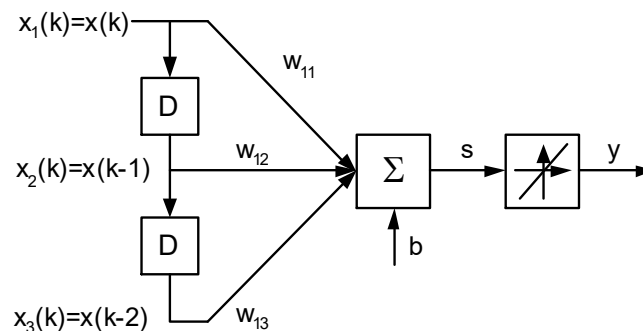 x₁(k)=x(k)
w₁₁
D
x₂(k)=x(k-1)
w₁₂
Σ
s
y
D
b
x₃(k)=x(k-2)
w₁₃